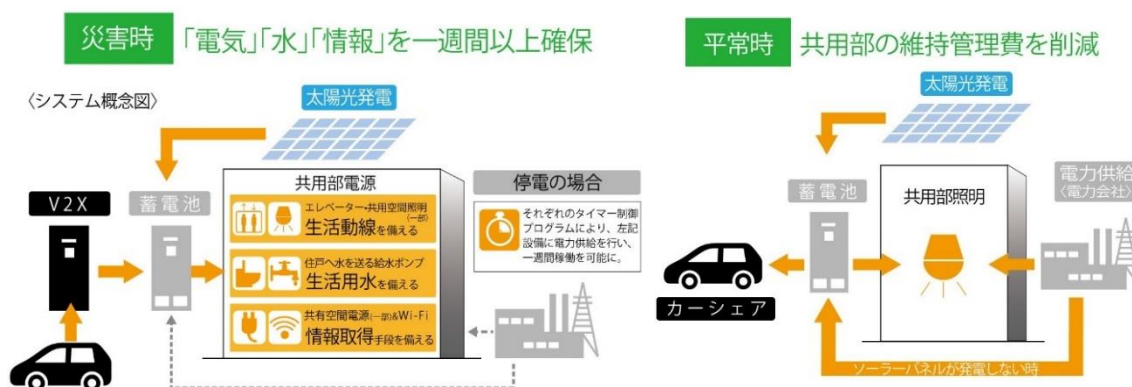 災害時 「電気」「水」「情報」を一週間以上確保
〈システム概念図〉
太陽光発電
V2X
蓄電池
共用部電源
エレベーター・共用空間照明(一部)
生活動線を備える
住戸へ水を送る給水ポンプ
生活用水を備える
共有空間電源(一部)&Wi-Fi
情報取得手段を備える
停電の場合
それぞれのタイマー制御
プログラムにより、左記
設備に電力供給を行い、
一週間稼働を可能に。
平常時 共用部の維持管理費を削減
太陽光発電
蓄電池
共用部照明
電力供給
〈電力会社〉
カーシェア
ソーラーパネルが発電しない時